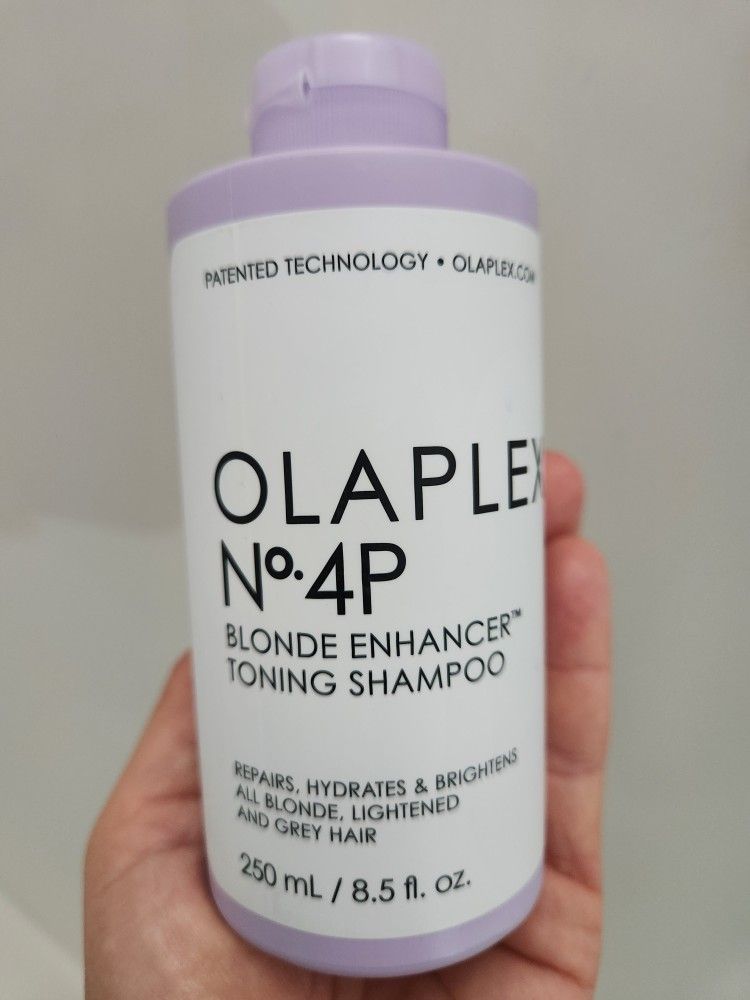 PATENTED TECHNOLOGY • OLAPLEX.COM
OLAPLEX
Nº.4P
BLONDE ENHANCER™
TONING SHAMPOO
REPAIRS, HYDRATES & BRIGHTENS
ALL BLONDE, LIGHTENED
AND GREY HAIR
250 mL / 8.5 fl. oz.